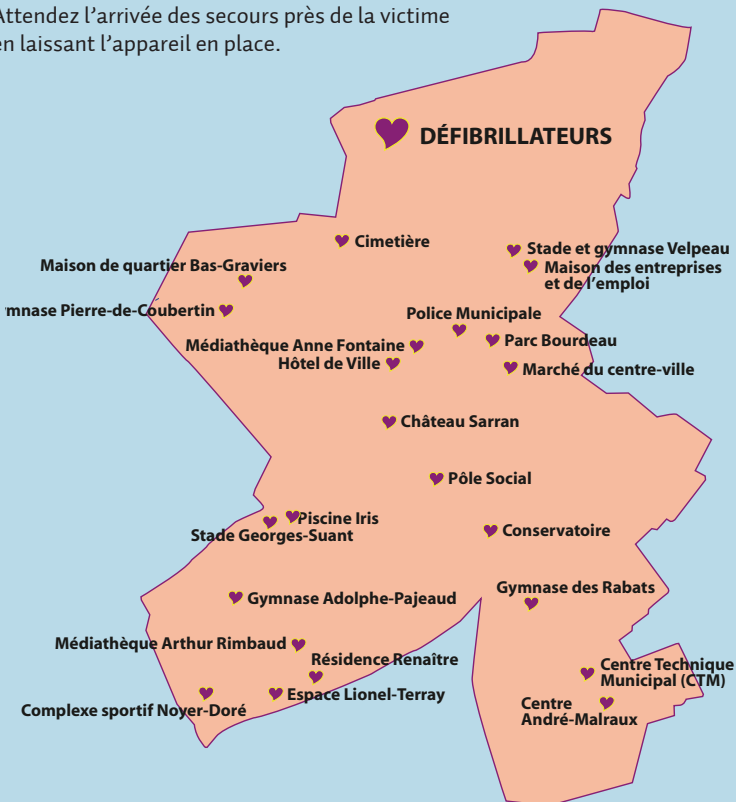 Attendez l'arrivée des secours près de la victime
en laissant l'appareil en place.
DÉFIBRILLATEURS
Cimetière
Stade et gymnase Velpeau
Maison de quartier Bas-Graviers
Maison des entreprises
et de l'emploi
Pierre-de-Coubertin
Police Municipale
Médiathèque Anne Fontaine
Parc Bourdeau
Hôtel de Ville
Marché du centre-ville
Château Sarran
Pôle Social
Piscine Iris
Stade Georges-Suant
Conservatoire
Gymnase des Rabats
Gymnase Adolphe-Pajeaud
Médiathèque Arthur Rimbaud
Résidence Renaître
Centre Technique
Municipal (CTM)
Espace Lionel-Terray
Complexe sportif Noyer-Doré
Centre
André-Malraux